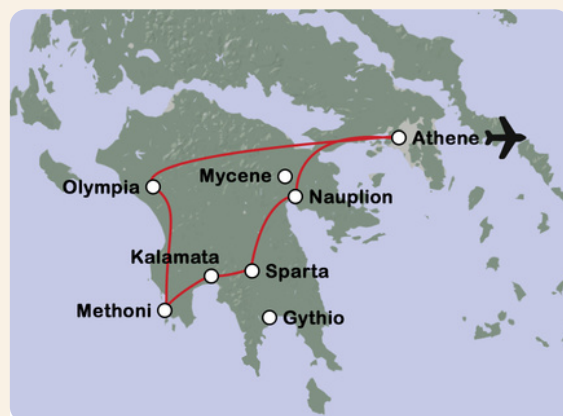 Athene
Mycene
Olympia
Nauplion
Kalamata
Sparta
Methoni
Gythio